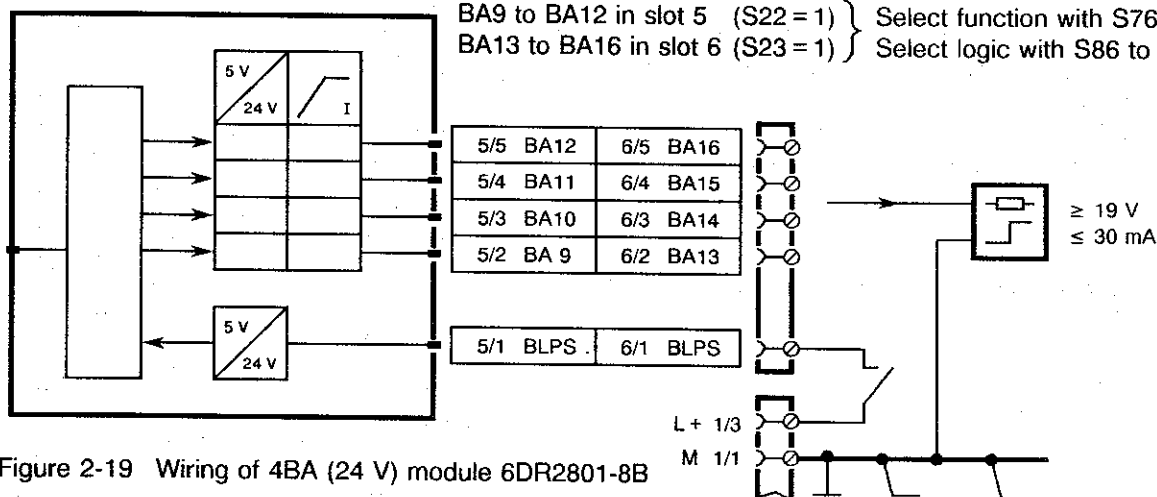 BA9 to BA12 in slot 5 (S22 = 1) } Select function with S76
BA13 to BA16 in slot 6 (S23 = 1) } Select logic with S86 to
5 V
24 V
I
5/5 BA12 6/5 BA16
5/4 BA11 6/4 BA15
5/3 BA10 6/3 BA14
5/2 BA 9 6/2 BA13
≥ 19 V
≤ 30 mA
5 V
24 V
5/1 BLPS 6/1 BLPS
L + 1/3
M 1/1
Figure 2-19 Wiring of 4BA (24 V) module 6DR2801-8B